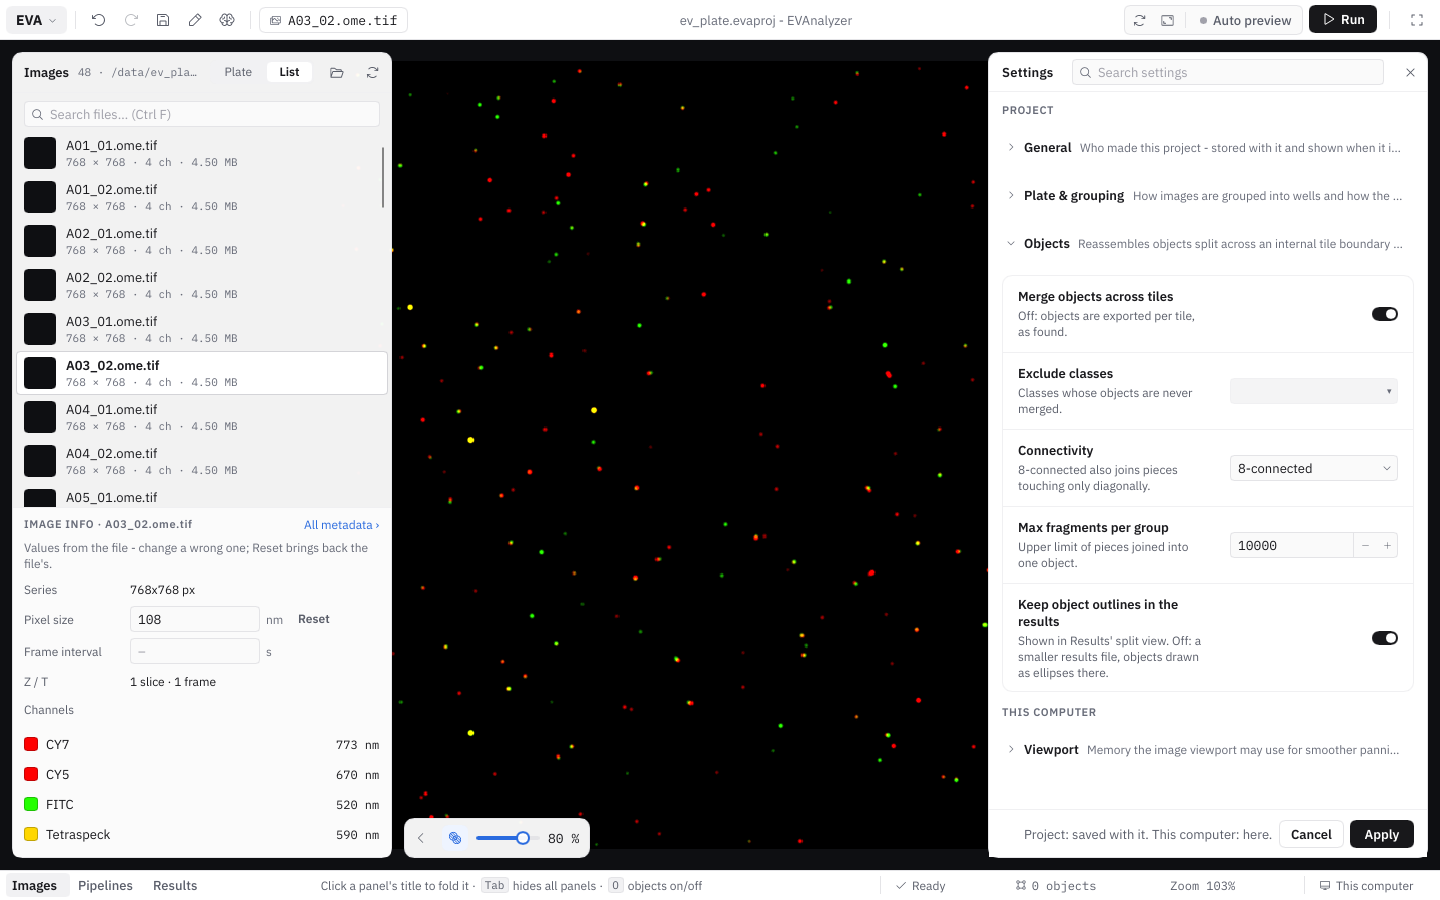 EVA
A03_02.ome.tif
ev_plate.evaproj - EVAnalyzer
Auto preview
Run
Images 48 · /data/ev_pla…
Plate
List
Search files... (Ctrl F)
A01_01.ome.tif
768 × 768 · 4 ch · 4.50 MB
A01_02.ome.tif
768 × 768 · 4 ch · 4.50 MB
A02_01.ome.tif
768 × 768 · 4 ch · 4.50 MB
A02_02.ome.tif
768 × 768 · 4 ch · 4.50 MB
A03_01.ome.tif
768 × 768 · 4 ch · 4.50 MB
A03_02.ome.tif
768 × 768 · 4 ch · 4.50 MB
A04_01.ome.tif
768 × 768 · 4 ch · 4.50 MB
A04_02.ome.tif
768 × 768 · 4 ch · 4.50 MB
A05_01.ome.tif
IMAGE INFO · A03_02.ome.tif
All metadata ›
Values from the file - change a wrong one; Reset brings back the
file's.
Series 768x768 px
Pixel size 108 nm Reset
Frame interval – s
Z / T 1 slice · 1 frame
Channels
CY7 773 nm
CY5 670 nm
FITC 520 nm
Tetraspeck 590 nm
80 %
Settings
Search settings
PROJECT
General Who made this project - stored with it and shown when it i…
Plate & grouping How images are grouped into wells and how the …
Objects Reassembles objects split across an internal tile boundary …
Merge objects across tiles
Off: objects are exported per tile,
as found.
Exclude classes
Classes whose objects are never
merged.
Connectivity
8-connected also joins pieces
touching only diagonally.
8-connected
Max fragments per group
Upper limit of pieces joined into
one object.
10000 − +
Keep object outlines in the
results
Shown in Results' split view. Off: a
smaller results file, objects drawn
as ellipses there.
THIS COMPUTER
Viewport Memory the image viewport may use for smoother panni…
Project: saved with it. This computer: here.
Cancel
Apply
Images
Pipelines
Results
Click a panel's title to fold it · Tab hides all panels · O objects on/off
Ready
0 objects
Zoom 103%
This computer